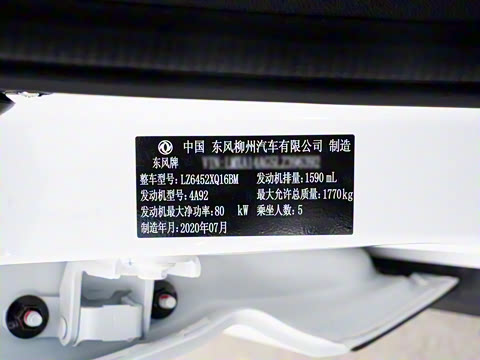 中国 东风柳州汽车有限公司 制造
东风牌
整车型号:LZ6452XQ16BM 发动机排量:1590 mL
发动机型号:4A92 最大允许总质量:1770kg
发动机最大净功率:80 kW 乘坐人数:5
制造年月:2020年07月